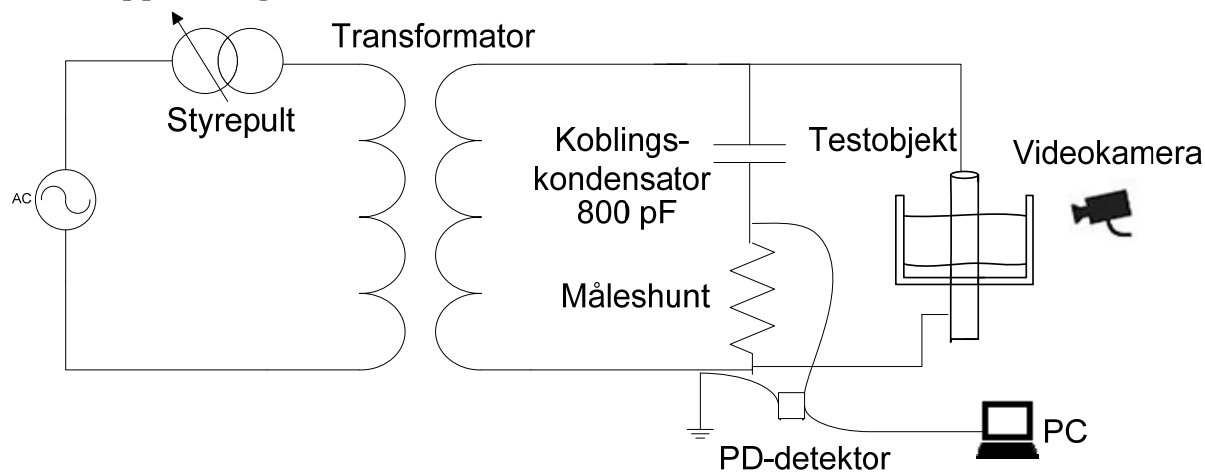 Transformator
Styrepult
AC
Koblings-
kondensator
800 pF
Testobjekt
Videokamera
Måleshunt
PD-detektor
PC